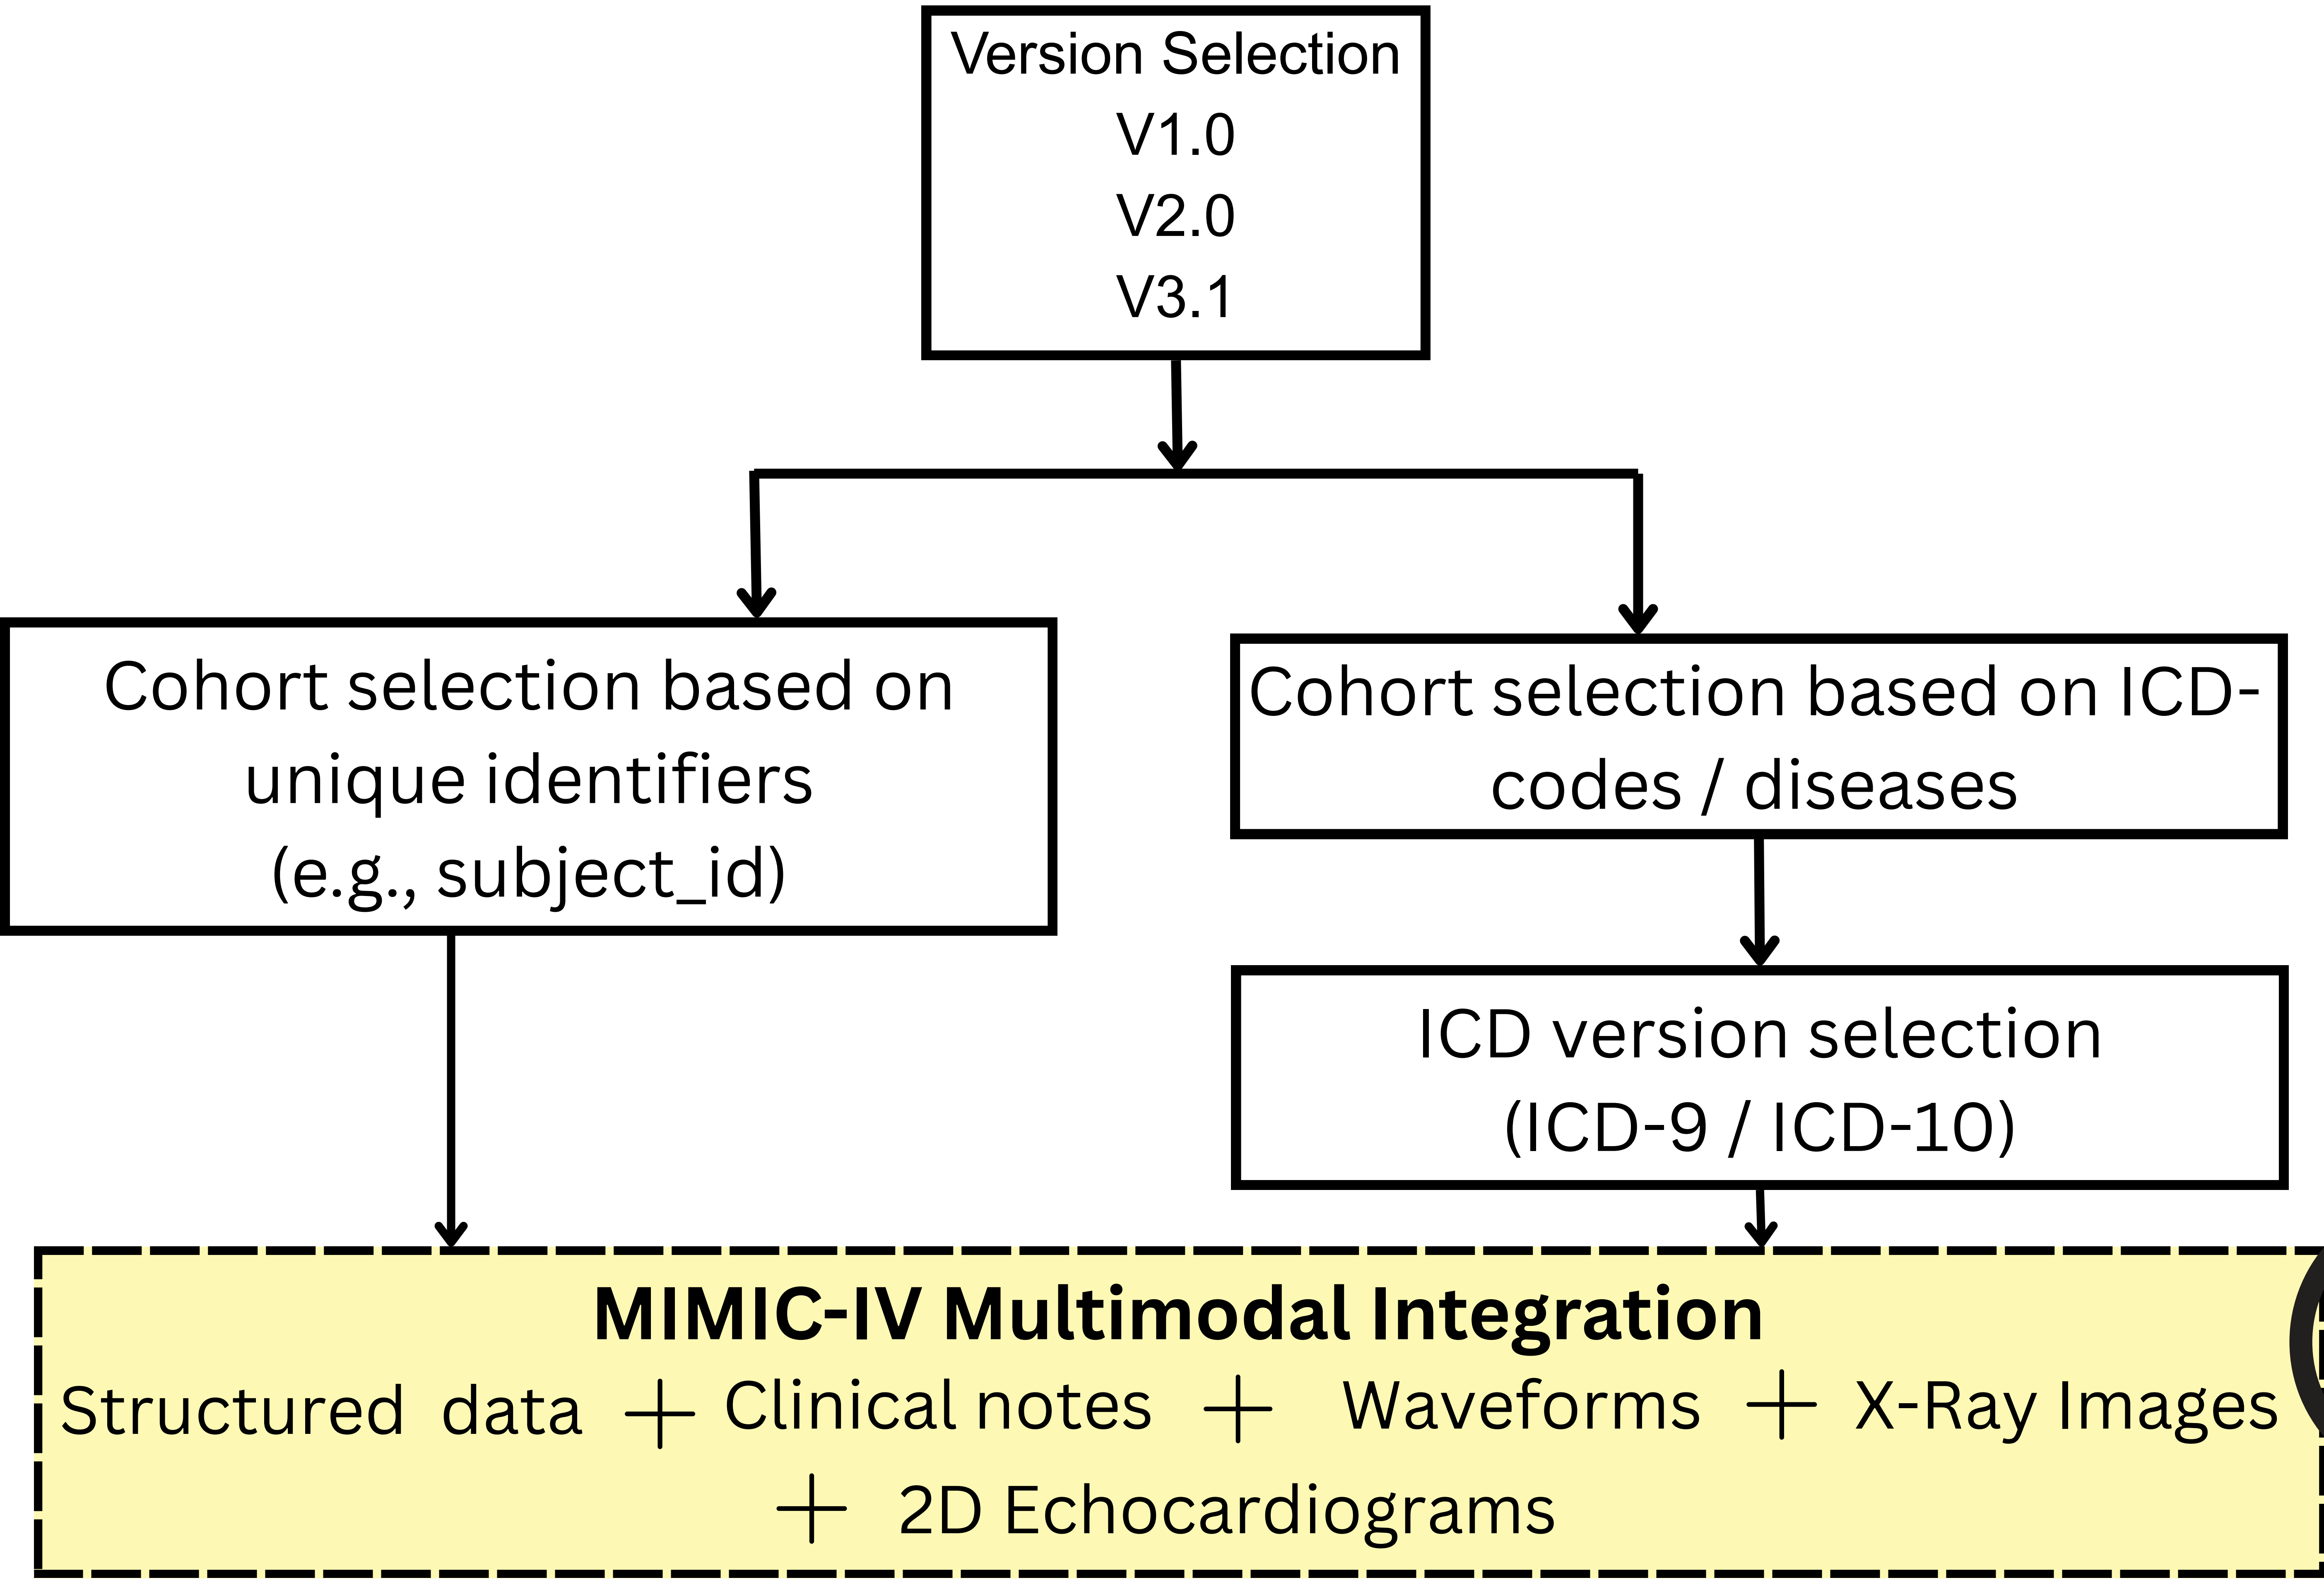 Version Selection
V1.0
V2.0
V3.1
Cohort selection based on
unique identifiers
(e.g., subject_id)
Cohort selection based on ICD-
codes / diseases
ICD version selection
(ICD-9 / ICD-10)
MIMIC-IV Multimodal Integration
Structured data + Clinical notes + Waveforms + X-Ray Images
+ 2D Echocardiograms